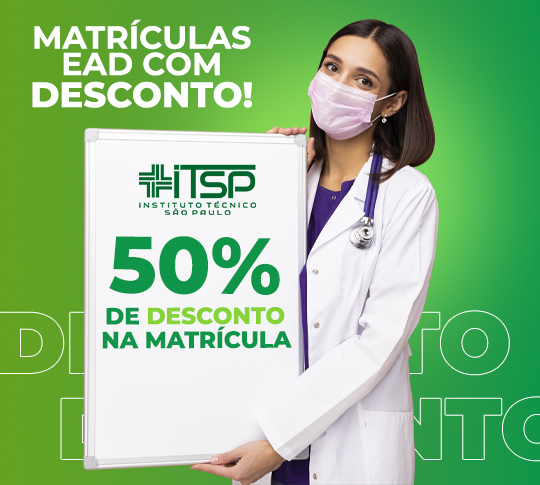 MATRÍCULAS
EAD COM
DESCONTO!
iTSP
INSTITUTO TÉCNICO
SÃO PAULO
50%
DE DESCONTO
NA MATRÍCULA